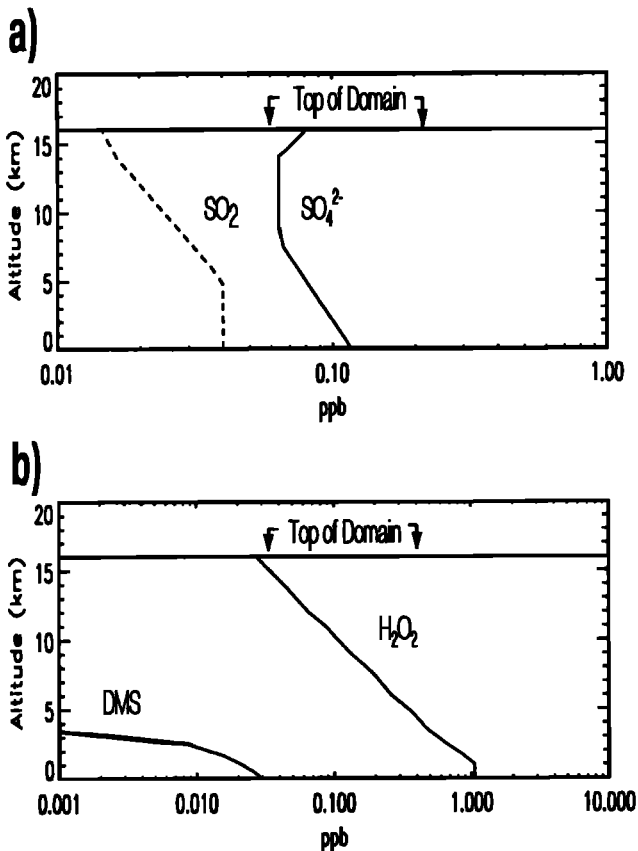 a)
20
Top of Domain
15
SO₂ SO₄²⁻
10
5
0
Altitude (km)
0.01 0.10 1.00
ppb
b)
20
Top of Domain
15
H₂O₂
10
DMS
5
0
Altitude (km)
0.001 0.010 0.100 1.000 10.000
ppb